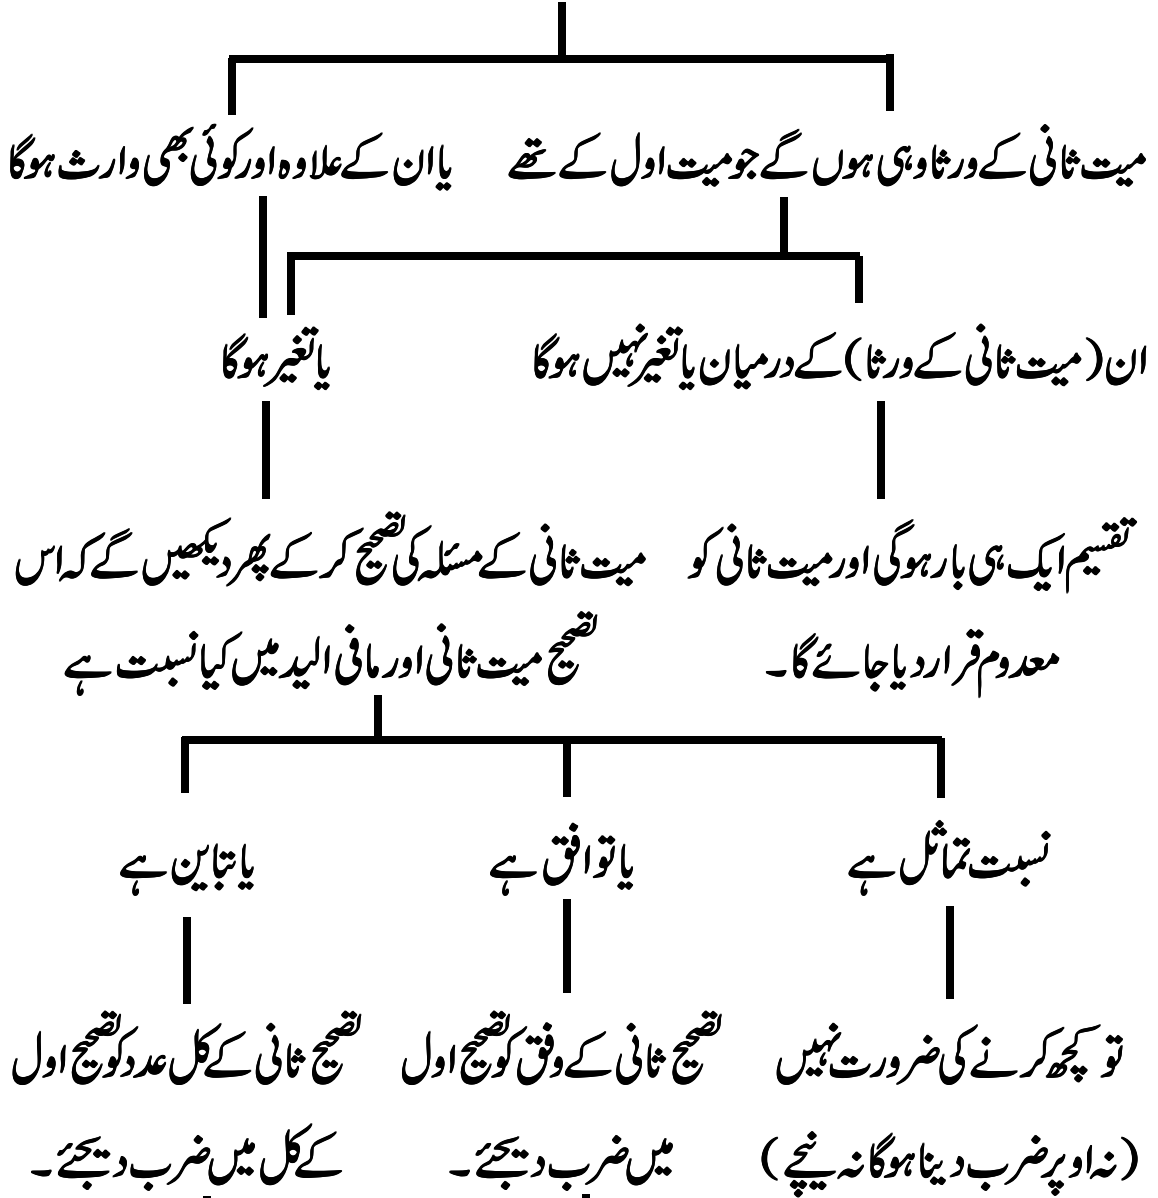 میت ثانی کے ورثا وہی ہوں گے جو میت اول کے تھے
یا ان کے علاوہ اور کوئی بھی وارث ہوگا
ان (میت ثانی کے ورثا) کے درمیان یا تغیر نہیں ہوگا
یا تغیر ہوگا
تقسیم ایک ہی بار ہوگی اور میت ثانی کو
معدوم قرار دیا جائے گا۔
میت ثانی کے مسئلہ کی تصحیح کر کے پھر دیکھیں گے کہ اس
تصحیح میت ثانی اور مافی الید میں کیا نسبت ہے
نسبت تماثل ہے
یا توافق ہے
یا تباین ہے
تو کچھ کرنے کی ضرورت نہیں
(نہ اوپر ضرب دینا ہوگا نہ نیچے)
تصحیح ثانی کے وفق کو تصحیح اول
میں ضرب دیجئے۔
تصحیح ثانی کے کل عدد کو تصحیح اول
کے کل میں ضرب دیجئے۔